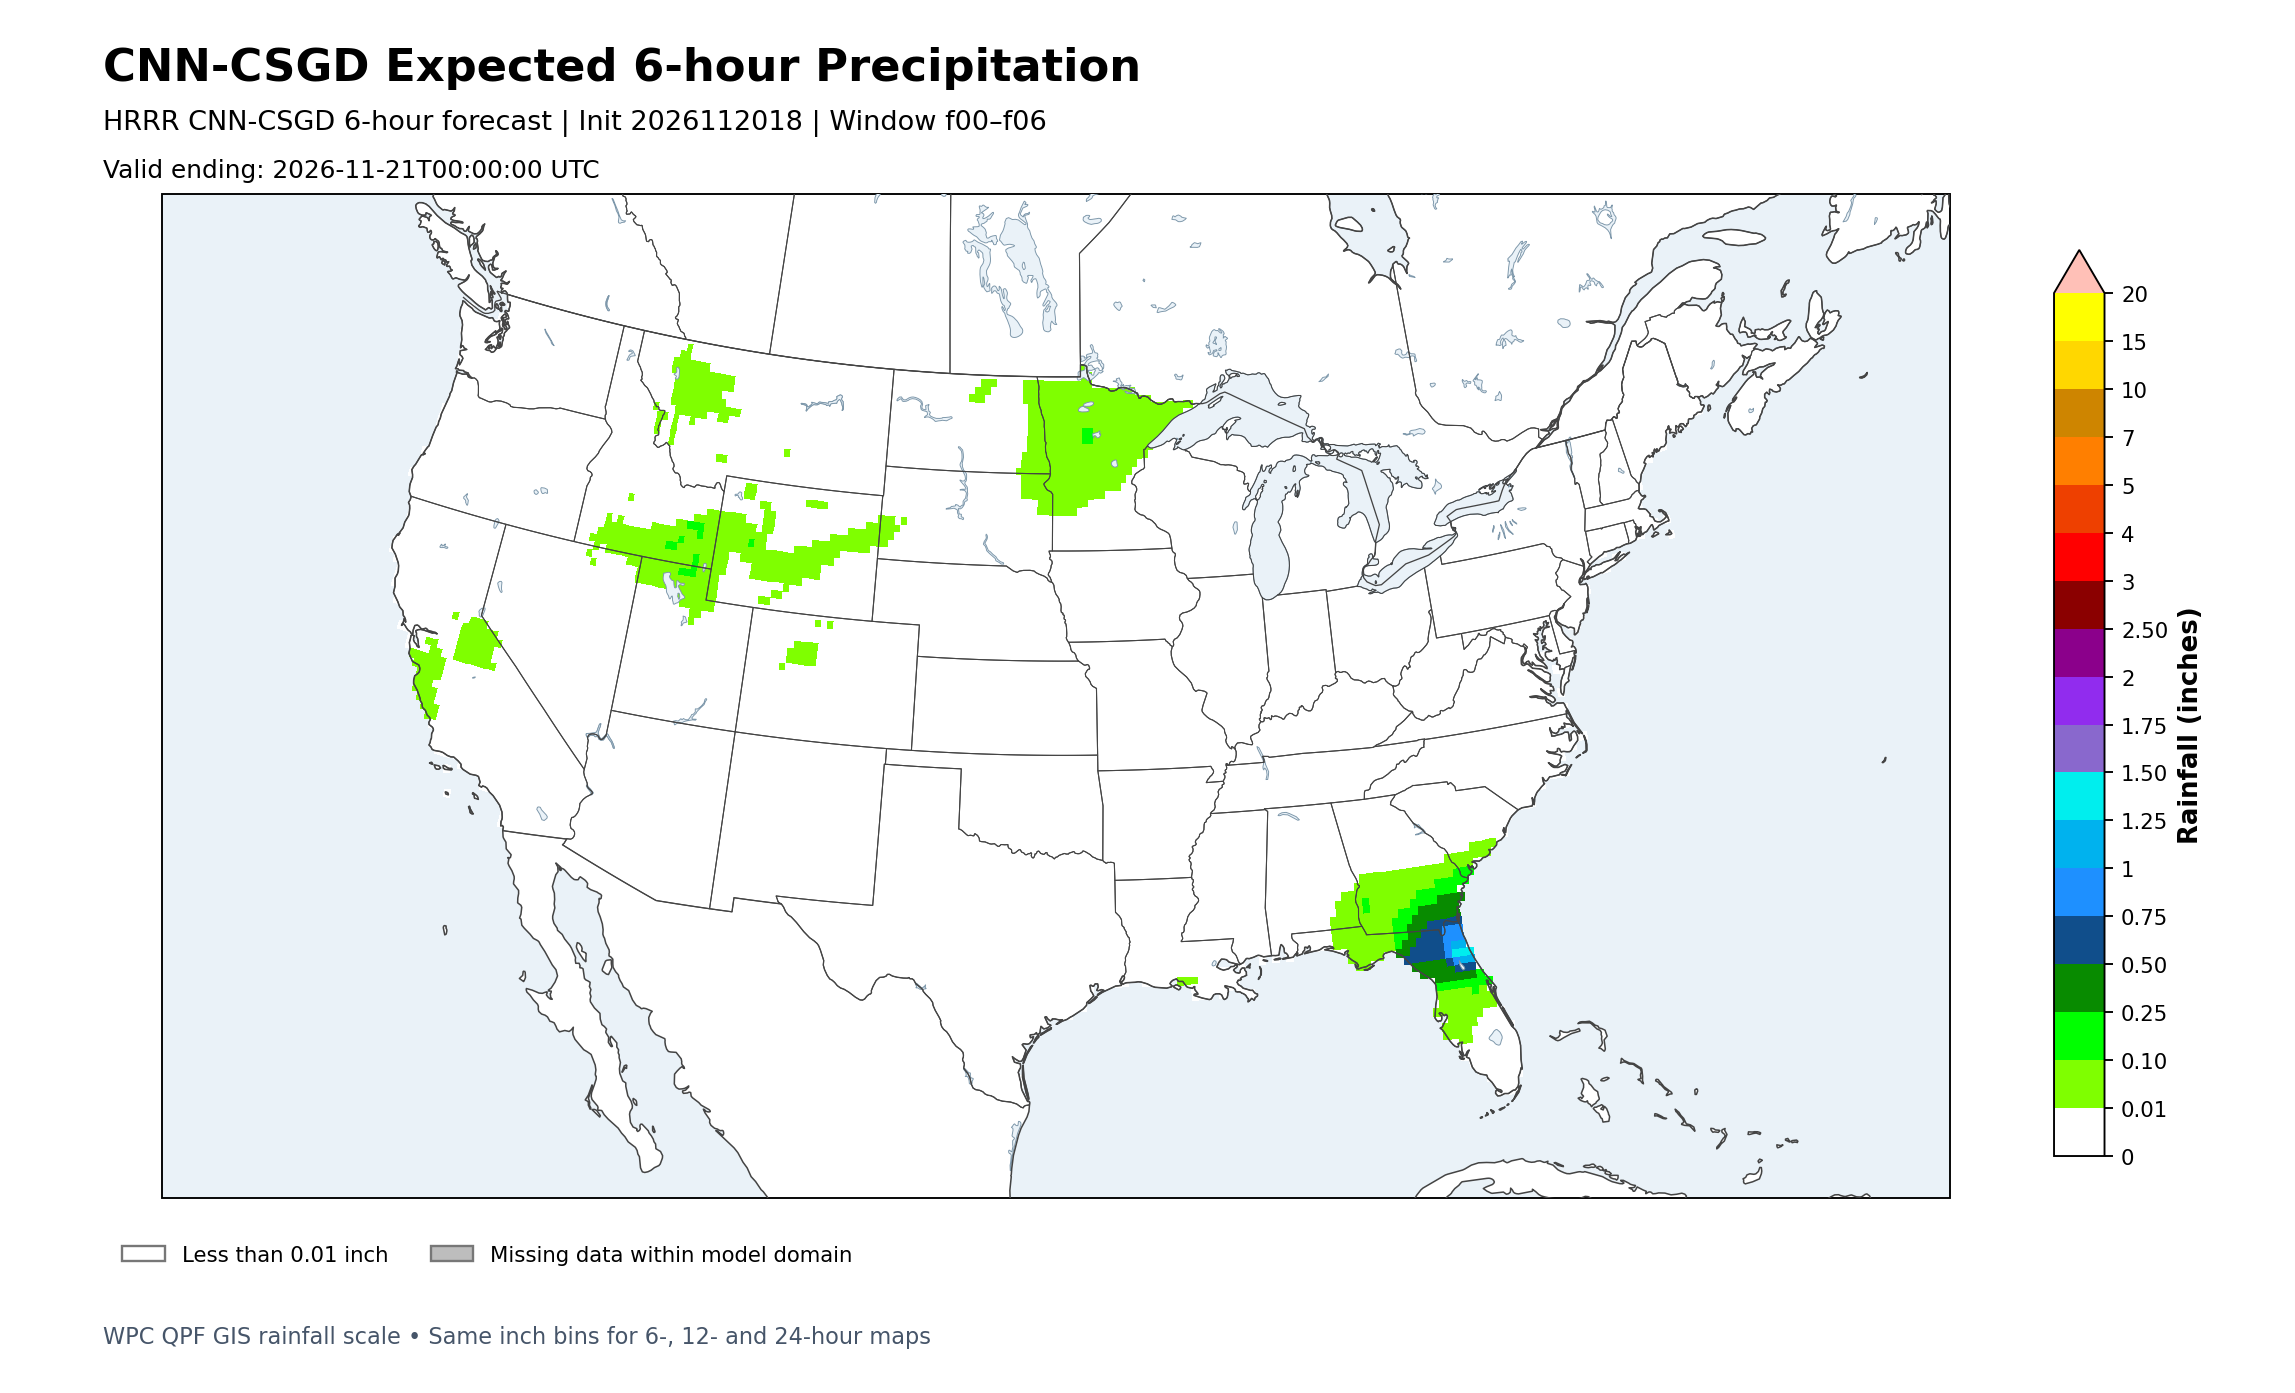 CNN-CSGD Expected 6-hour Precipitation
HRRR CNN-CSGD 6-hour forecast | Init 2026112018 | Window f00–f06
Valid ending: 2026-11-21T00:00:00 UTC
20
15
10
7
5
4
3
2.50
2
1.75
1.50
1.25
1
0.75
0.50
0.25
0.10
0.01
0
Rainfall (inches)
Less than 0.01 inch
Missing data within model domain
WPC QPF GIS rainfall scale • Same inch bins for 6-, 12- and 24-hour maps